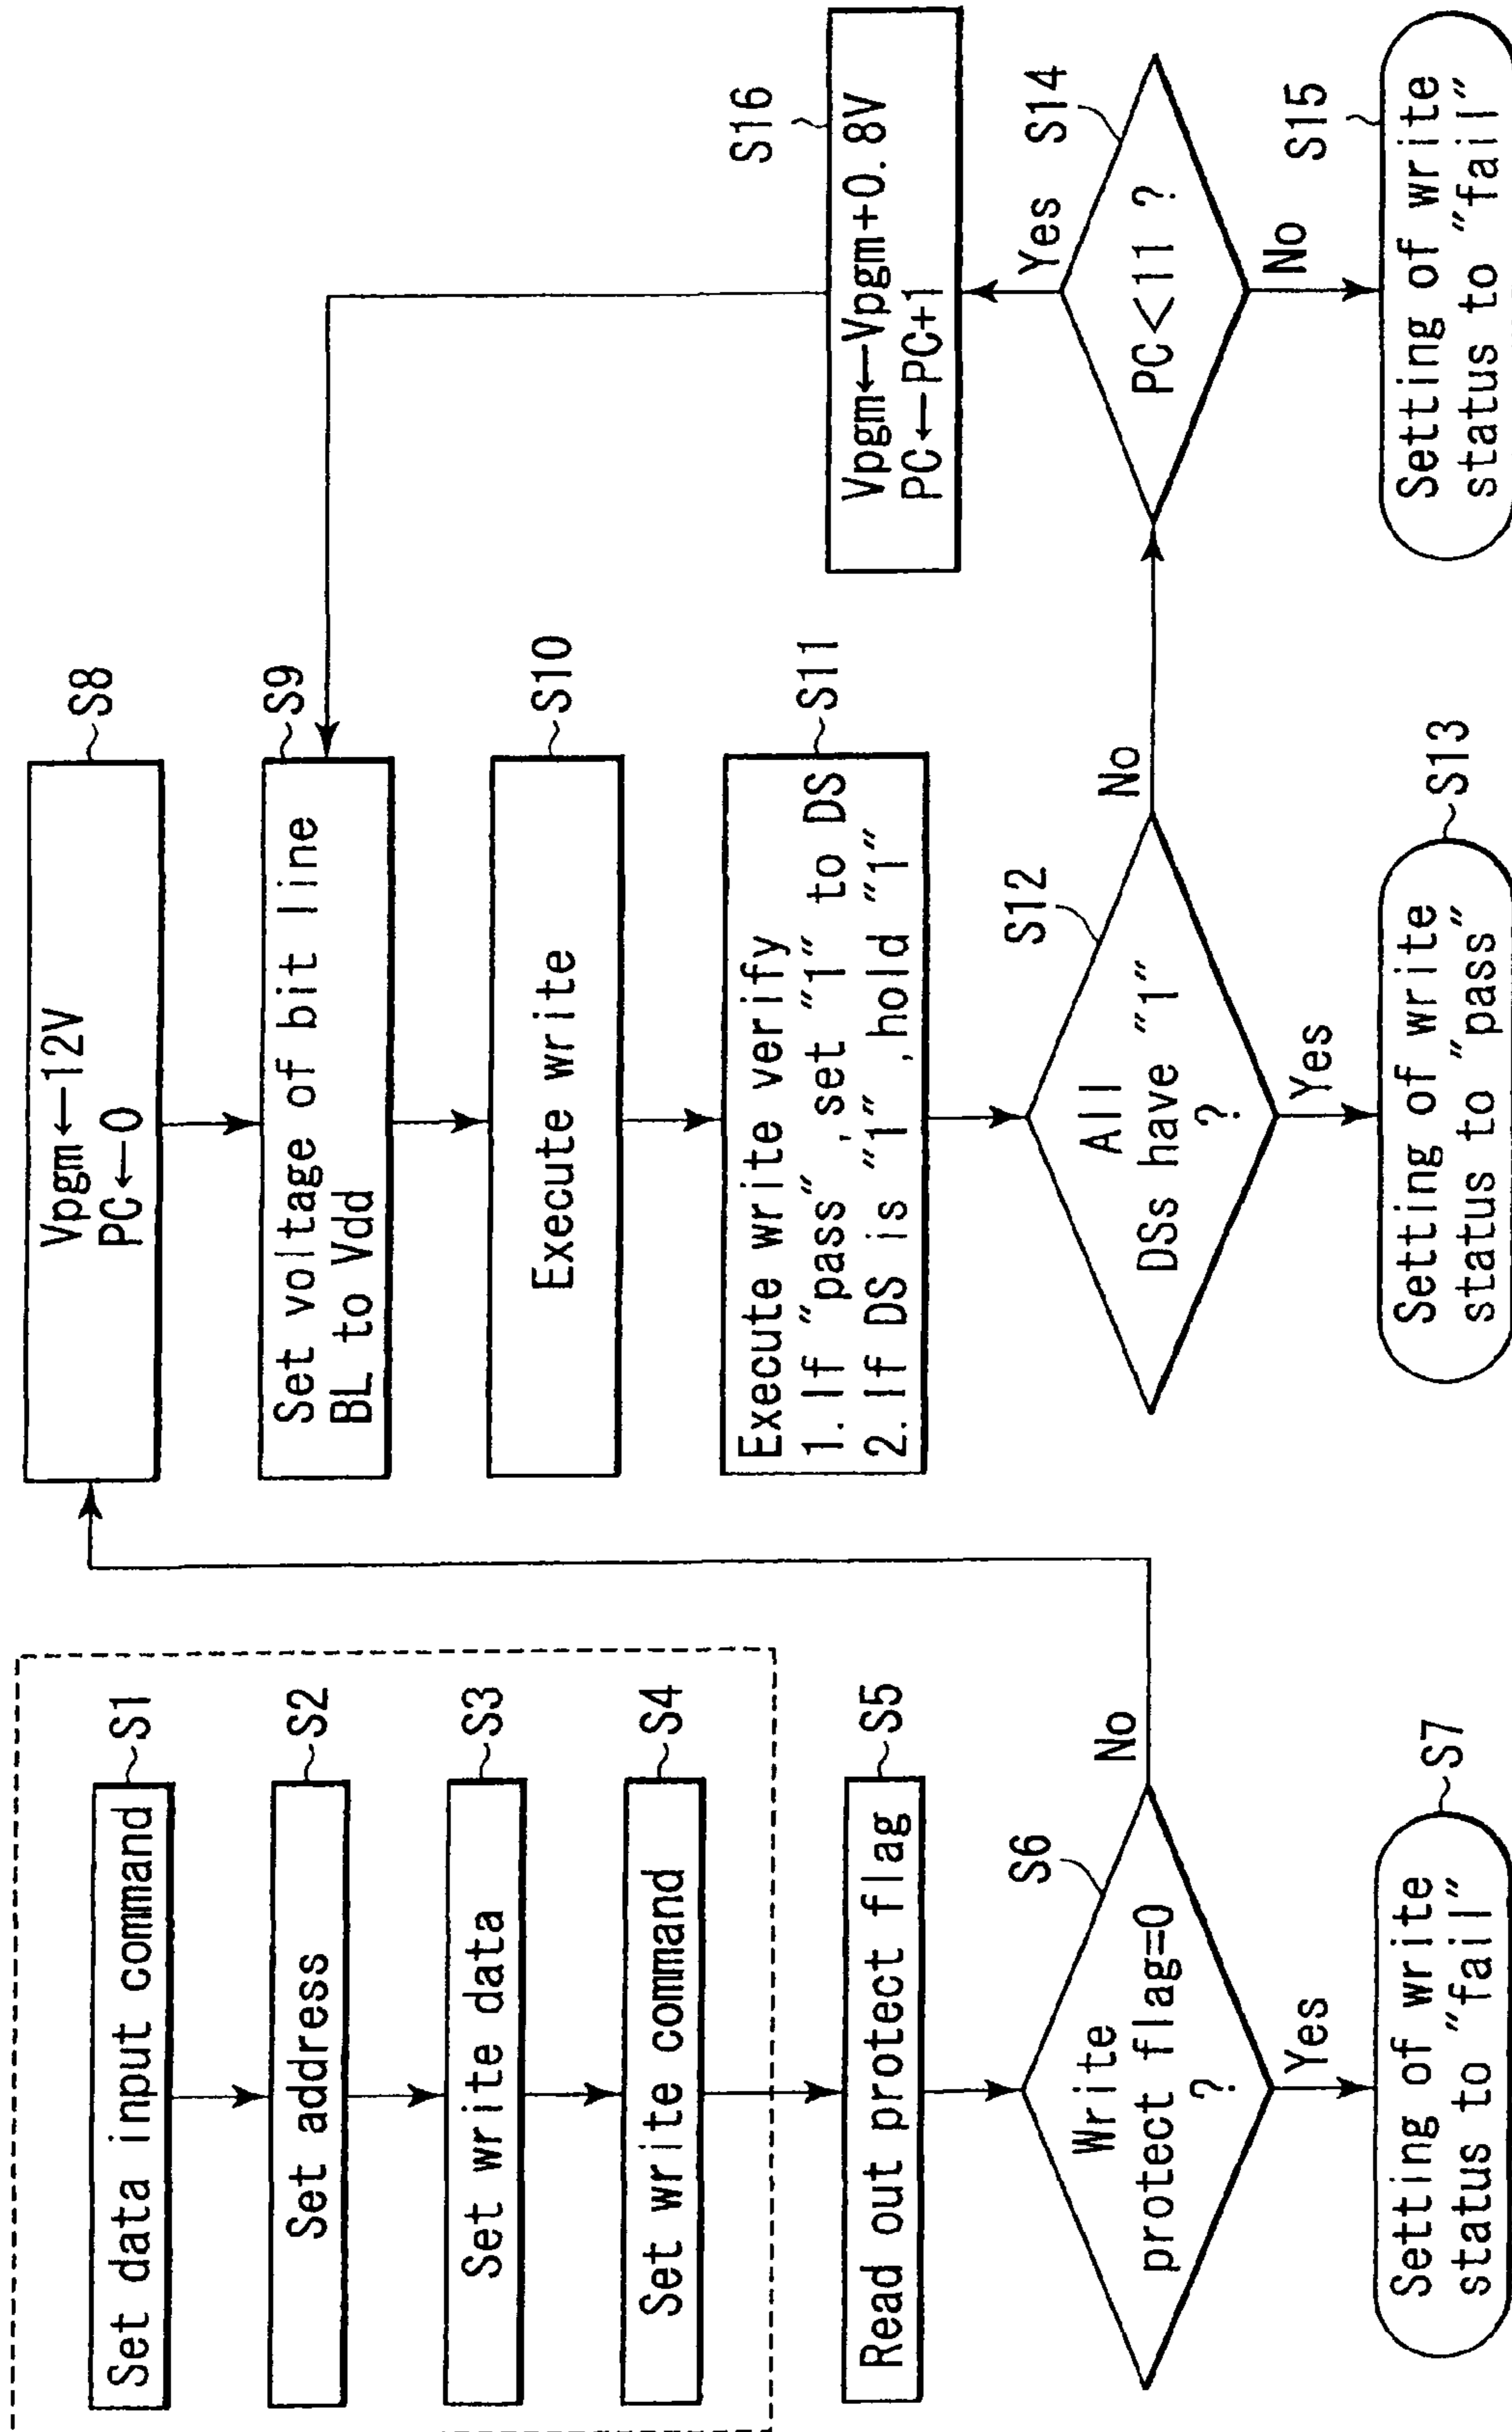 Set data input command
S1
Set address
S2
Set write data
S3
Set write command
S4
Read out protect flag
S5
Write
protect flag=0
?
S6
No
Yes
Setting of write
status to "fail"
S7
Vpgm←12V
PC←0
S8
Set voltage of bit line
BL to Vdd
S9
Execute write
S10
Execute write verify
1. If "pass", set "1" to DS
2. If DS is "1", hold "1"
S11
All
DSs have "1"
?
S12
No
Yes
Setting of write
status to "pass"
S13
Vpgm←Vpgm+0.8V
PC←PC+1
S16
Yes
S14
PC<11 ?
No
S15
Setting of write
status to "fail"